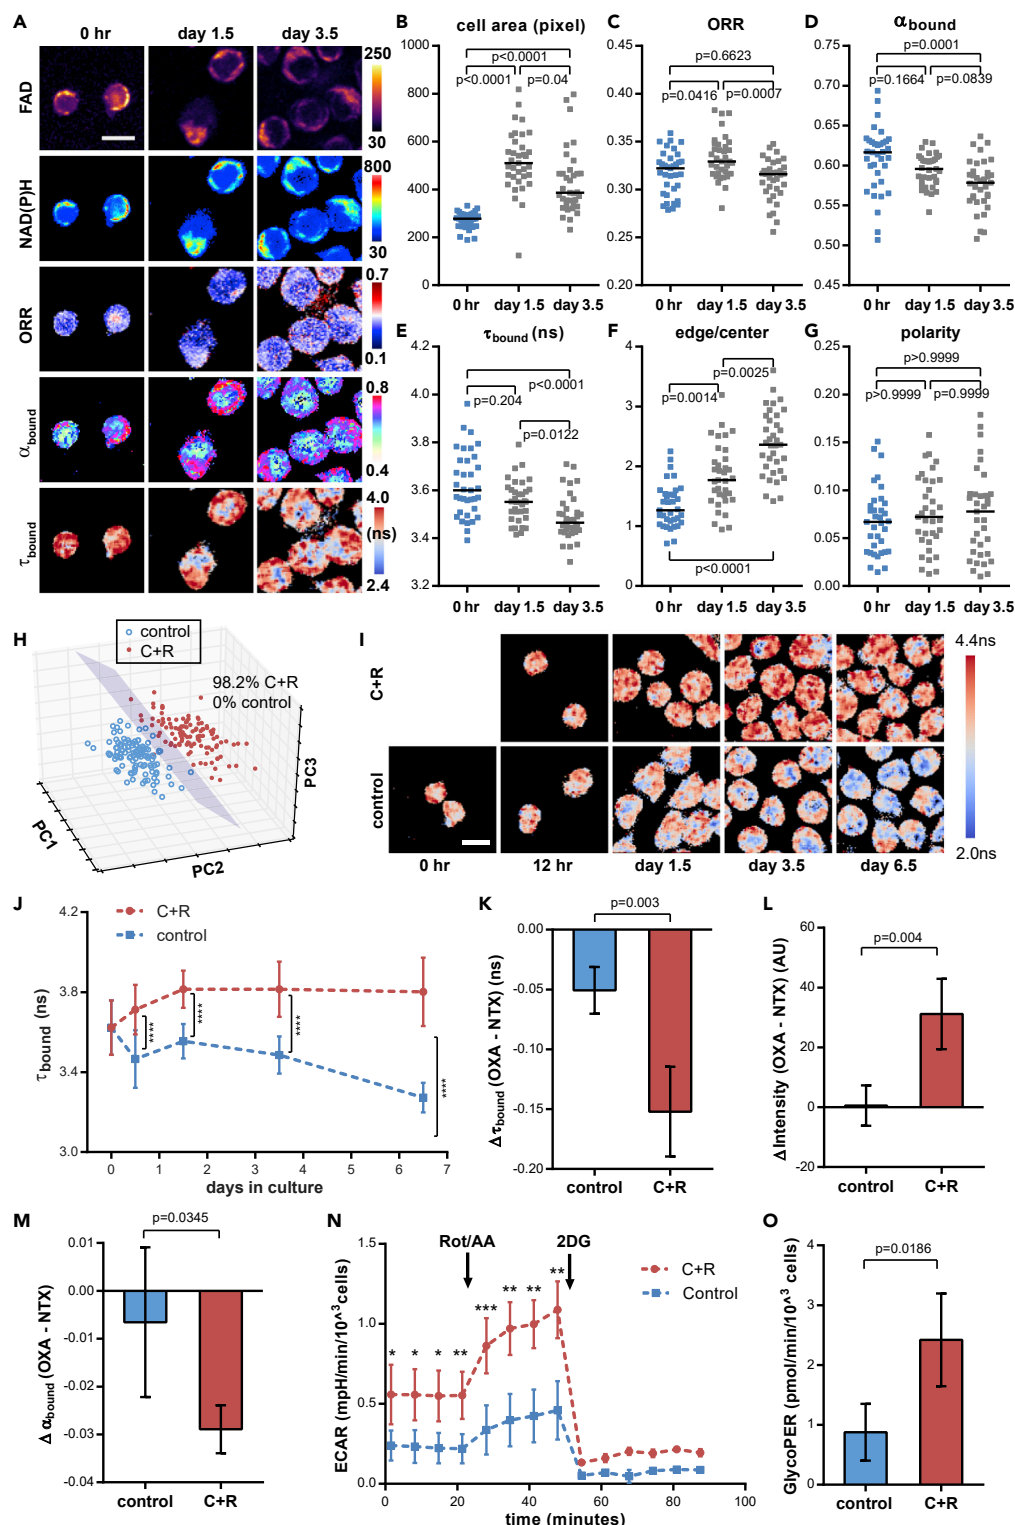 A
0 hr
day 1.5
day 3.5
FAD
250
30
NAD(P)H
800
30
ORR
0.7
0.1
αbound
0.8
0.4
τbound
4.0
(ns)
2.4
B
cell area (pixel)
1000
800
600
400
200
p<0.0001
p<0.0001
p=0.04
0 hr
day 1.5
day 3.5
C
ORR
0.45
0.40
0.35
0.30
0.25
0.20
p=0.6623
p=0.0416
p=0.0007
0 hr
day 1.5
day 3.5
D
αbound
0.75
0.70
0.65
0.60
0.55
0.50
p=0.0001
p=0.1664
p=0.0839
0 hr
day 1.5
day 3.5
E
τbound (ns)
4.2
4.0
3.8
3.6
3.4
3.2
p<0.0001
p=0.204
p=0.0122
0 hr
day 1.5
day 3.5
F
edge/center
4
3
2
1
0
p=0.0025
p=0.0014
p<0.0001
0 hr
day 1.5
day 3.5
G
polarity
0.25
0.20
0.15
0.10
0.05
0.00
p>0.9999
p>0.9999
p=0.9999
0 hr
day 1.5
day 3.5
H
control
C+R
98.2% C+R
0% control
PC1
PC2
PC3
I
C+R
control
0 hr
12 hr
day 1.5
day 3.5
day 6.5
4.4ns
2.0ns
J
C+R
control
τbound (ns)
4.2
3.8
3.4
3.0
****
****
****
****
0 1 2 3 4 5 6 7
days in culture
K
p=0.003
Δτbound (OXA - NTX) (ns)
0.00
-0.05
-0.10
-0.15
-0.20
control
C+R
L
p=0.004
ΔIntensity (OXA - NTX) (AU)
60
40
20
0
-20
control
C+R
M
p=0.0345
Δαbound (OXA - NTX)
0.01
0.00
-0.01
-0.02
-0.03
-0.04
control
C+R
N
Rot/AA
2DG
C+R
Control
ECAR (mpH/min/10^3cells)
1.5
1.0
0.5
0.0
* * * ** *** ** ** **
0 20 40 60 80 100
time (minutes)
O
p=0.0186
GlycoPER (pmol/min/10^3 cells)
4
3
2
1
0
control
C+R